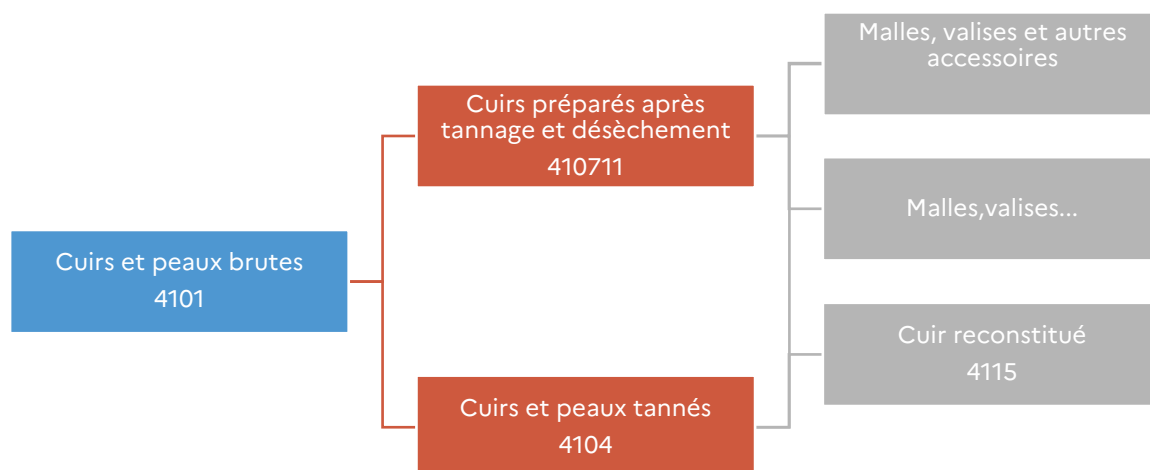 Malles, valises et autres
accessoires
Cuirs préparés après
tannage et désèchement
410711
Malles,valises...
Cuirs et peaux brutes
4101
Cuir reconstitué
4115
Cuirs et peaux tannés
4104